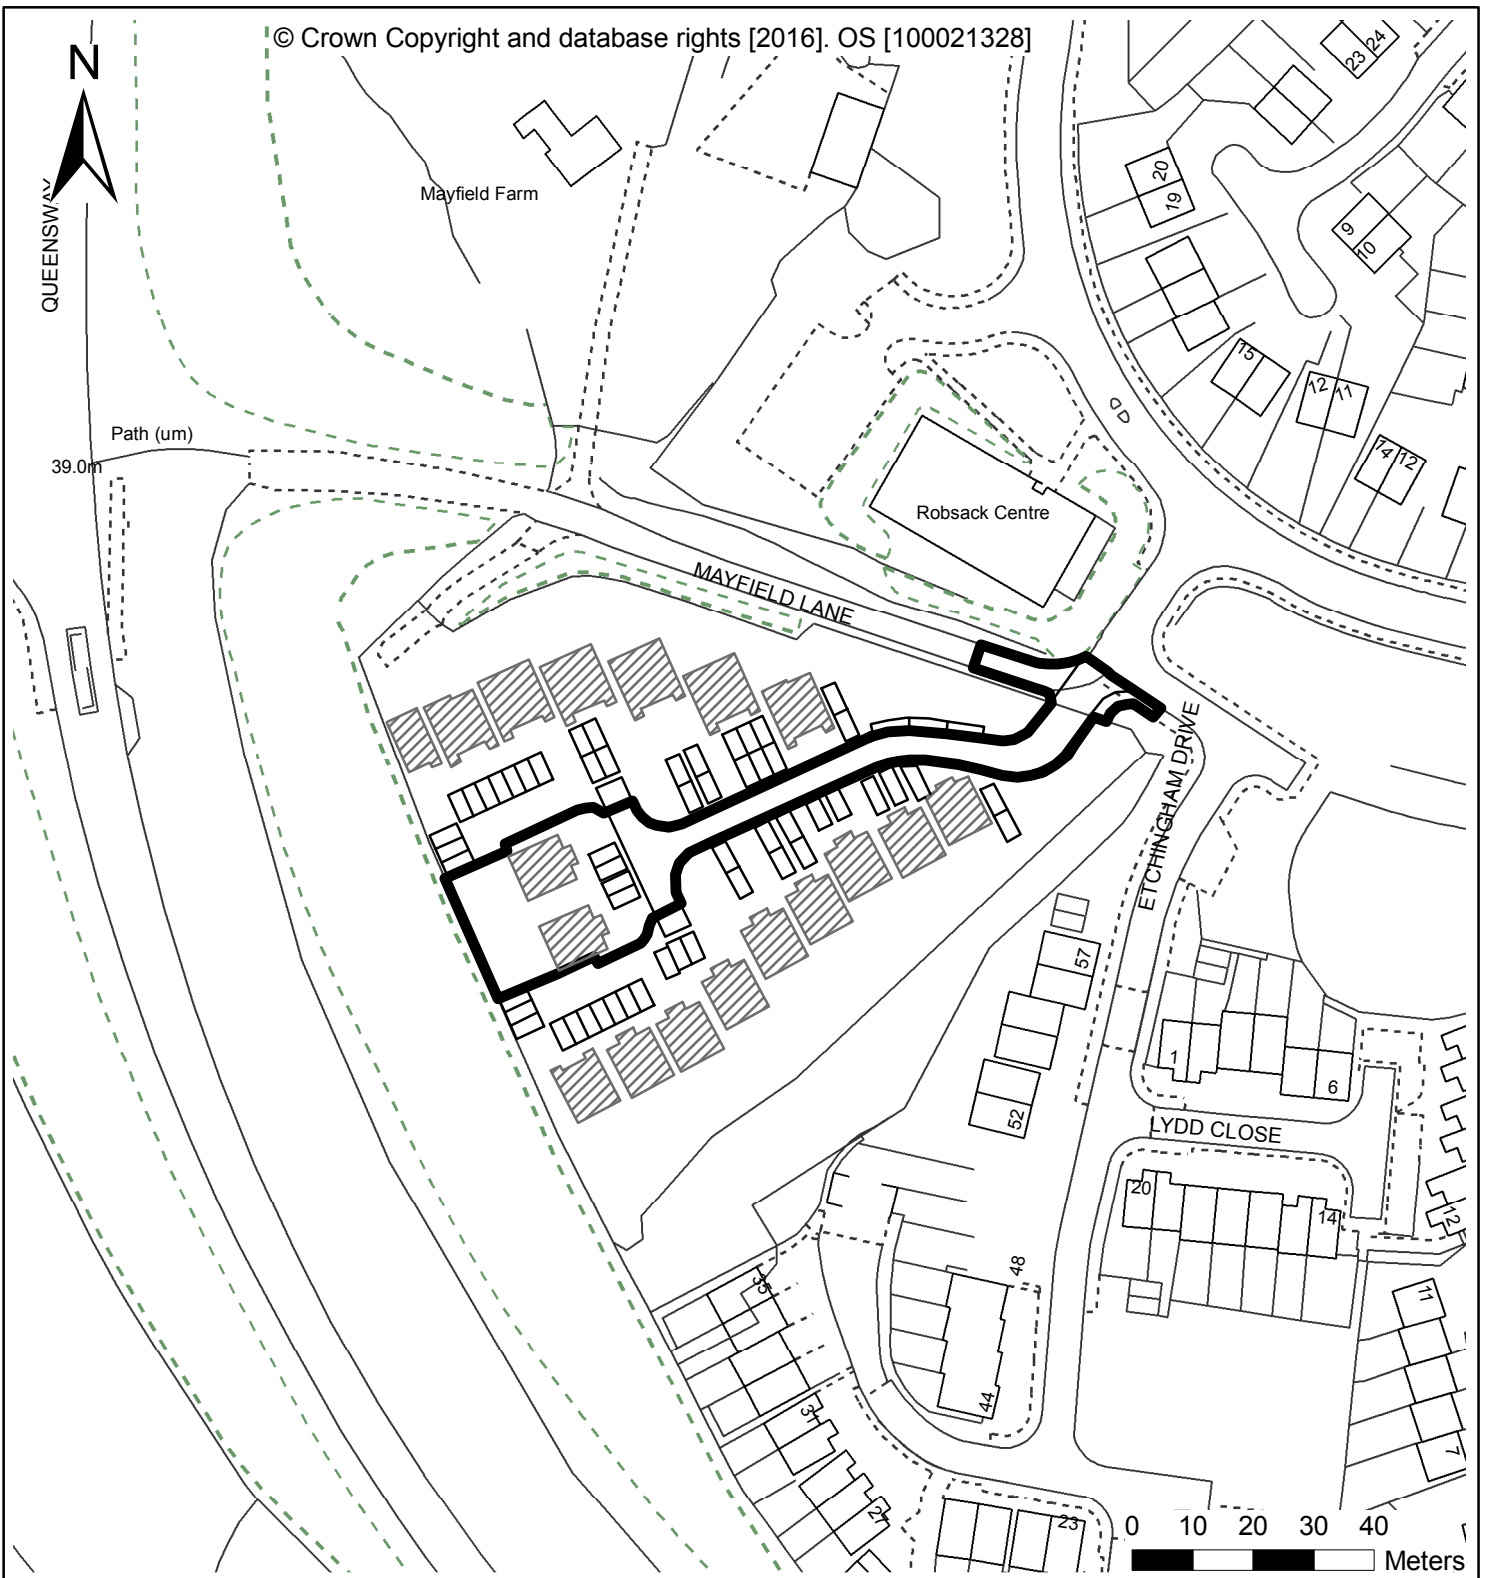 © Crown Copyright and database rights [2016]. OS [100021328]
N
QUEENSWAY
23
24
Mayfield Farm
20
19
9
10
Path (um)
39.0m
15
12
11
14
12
Robsack Centre
MAYFIELD LANE
ETCHINGHAM DRIVE
57
1
6
52
LYDD CLOSE
20
14
12
48
35
11
44
31
7
27
23
0 10 20 30 40
Meters